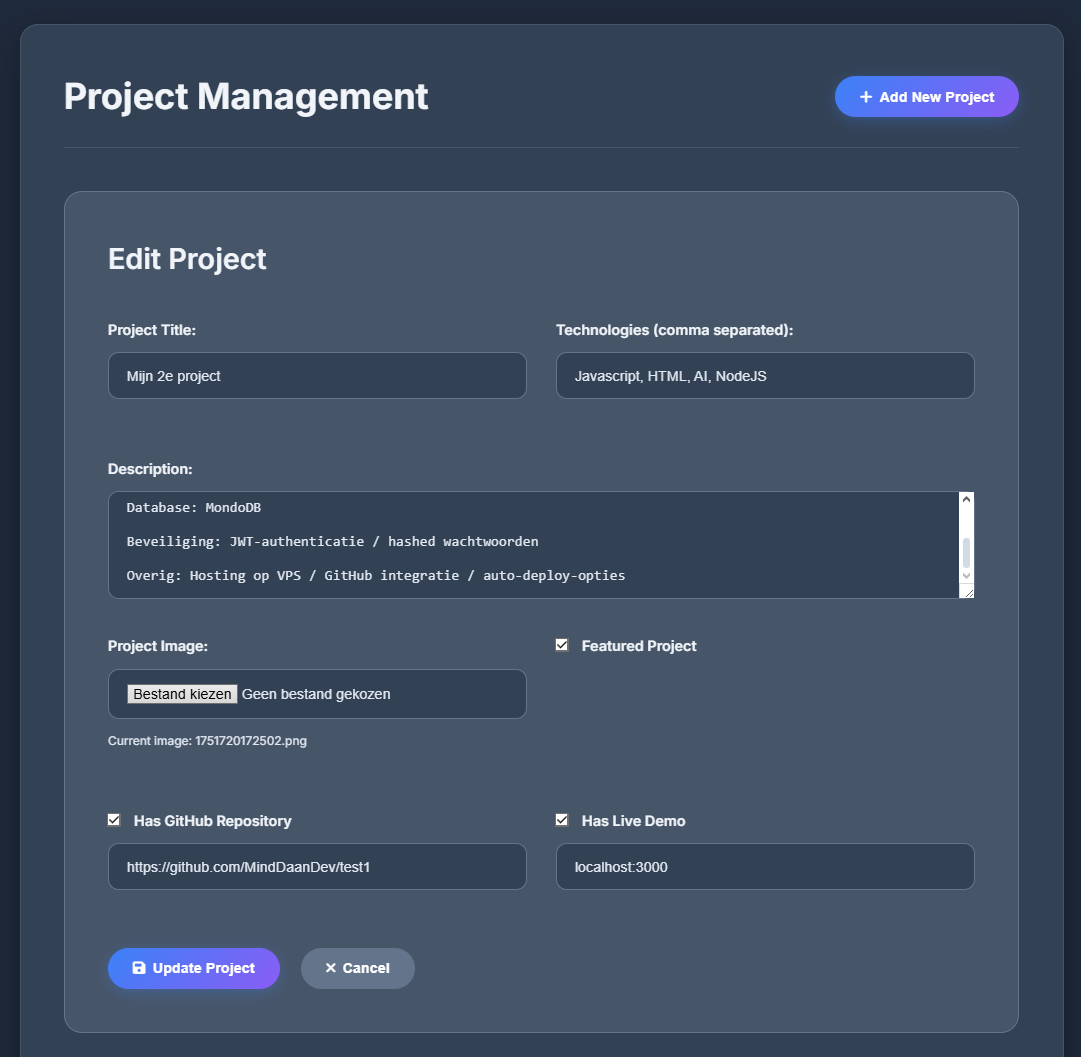 Project Management
Add New Project
Edit Project
Project Title:
Technologies (comma separated):
Mijn 2e project
Javascript, HTML, AI, NodeJS
Description:
Database: MondoDB
Beveiliging: JWT-authenticatie / hashed wachtwoorden
Overig: Hosting op VPS / GitHub integratie / auto-deploy-opties
Project Image:
Featured Project
Bestand kiezen Geen bestand gekozen
Current image: 1751720172502.png
Has GitHub Repository
Has Live Demo
https://github.com/MindDaanDev/test1
localhost:3000
Update Project
Cancel